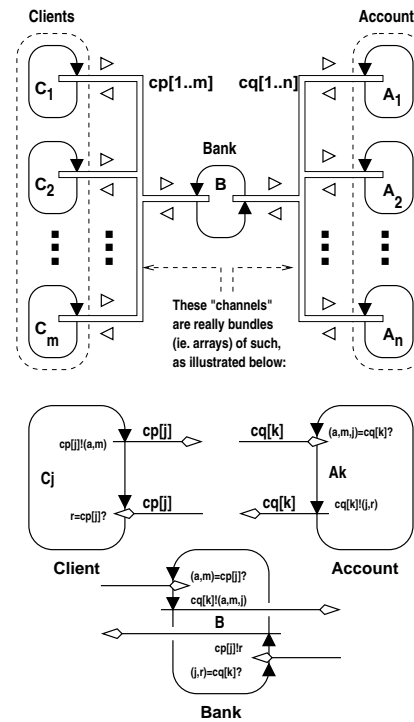 Clients
Account
C1
cp[1..m]
cq[1..n]
A1
Bank
C2
B
A2
Cm
These "channels"
are really bundles
(ie. arrays) of such,
as illustrated below:
An
cp[j]!(a,m)
cp[j]
cq[k]
(a,m,j)=cq[k]?
Cj
Ak
r=cp[j]?
cp[j]
cq[k]
cq[k]!(j,r)
Client
Account
(a,m)=cp[j]?
cq[k]!(a,m,j)
B
cp[j]!r
(j,r)=cq[k]?
Bank